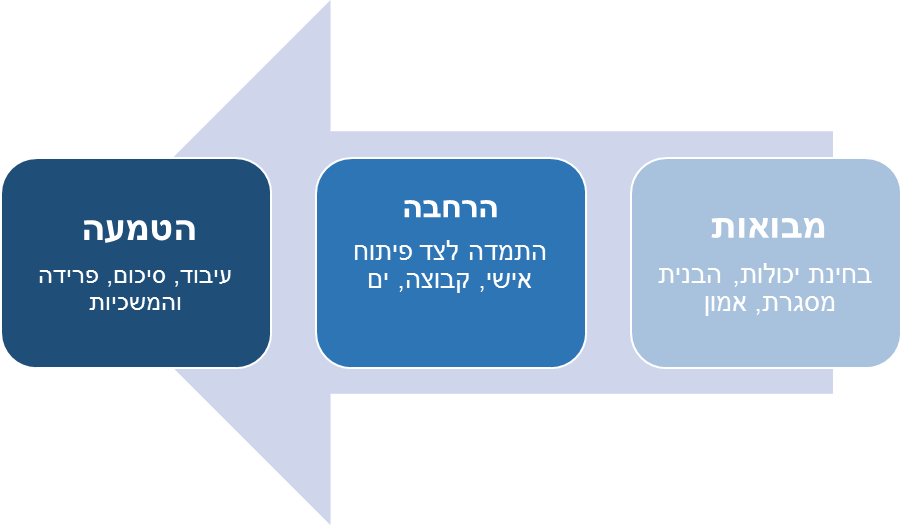 מבואות
בחינת יכולות, הבנית
מסגרת, אמון
הרחבה
התמדה לצד פיתוח
אישי, קבוצה, ים
הטמעה
עיבוד, סיכום, פרידה
והמשכיות